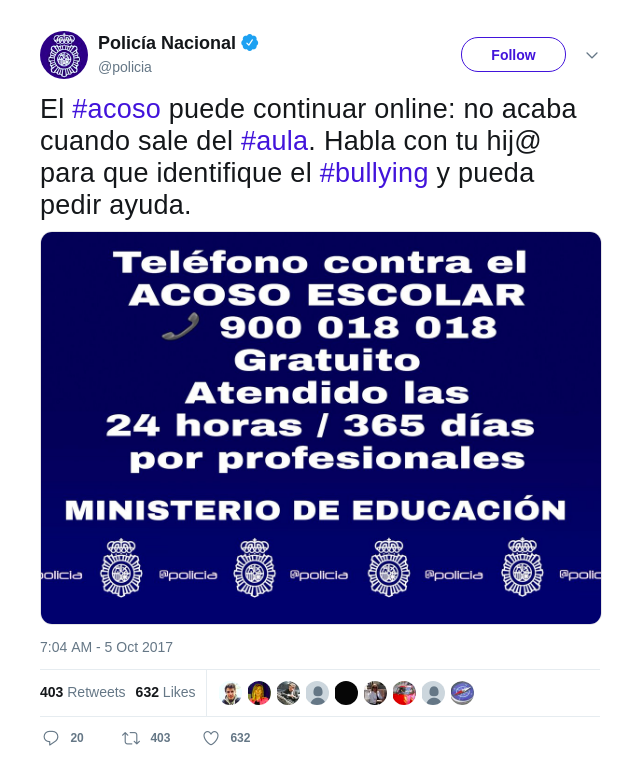 Policía Nacional
@policia
Follow
El #acoso puede continuar online: no acaba
cuando sale del #aula. Habla con tu hij@
para que identifique el #bullying y pueda
pedir ayuda.
Teléfono contra el
ACOSO ESCOLAR
900 018 018
Gratuito
Atendido las
24 horas / 365 días
por profesionales
MINISTERIO DE EDUCACIÓN
policia @policia @policia @policia @polic
7:04 AM - 5 Oct 2017
403 Retweets 632 Likes
20 403 632